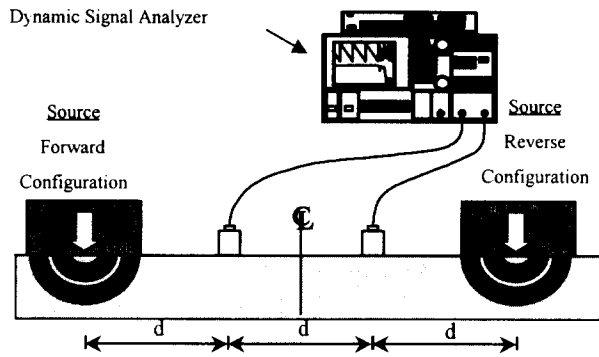 Dynamic Signal Analyzer
Source
Forward
Configuration
Source
Reverse
Configuration
℄
d
d
d